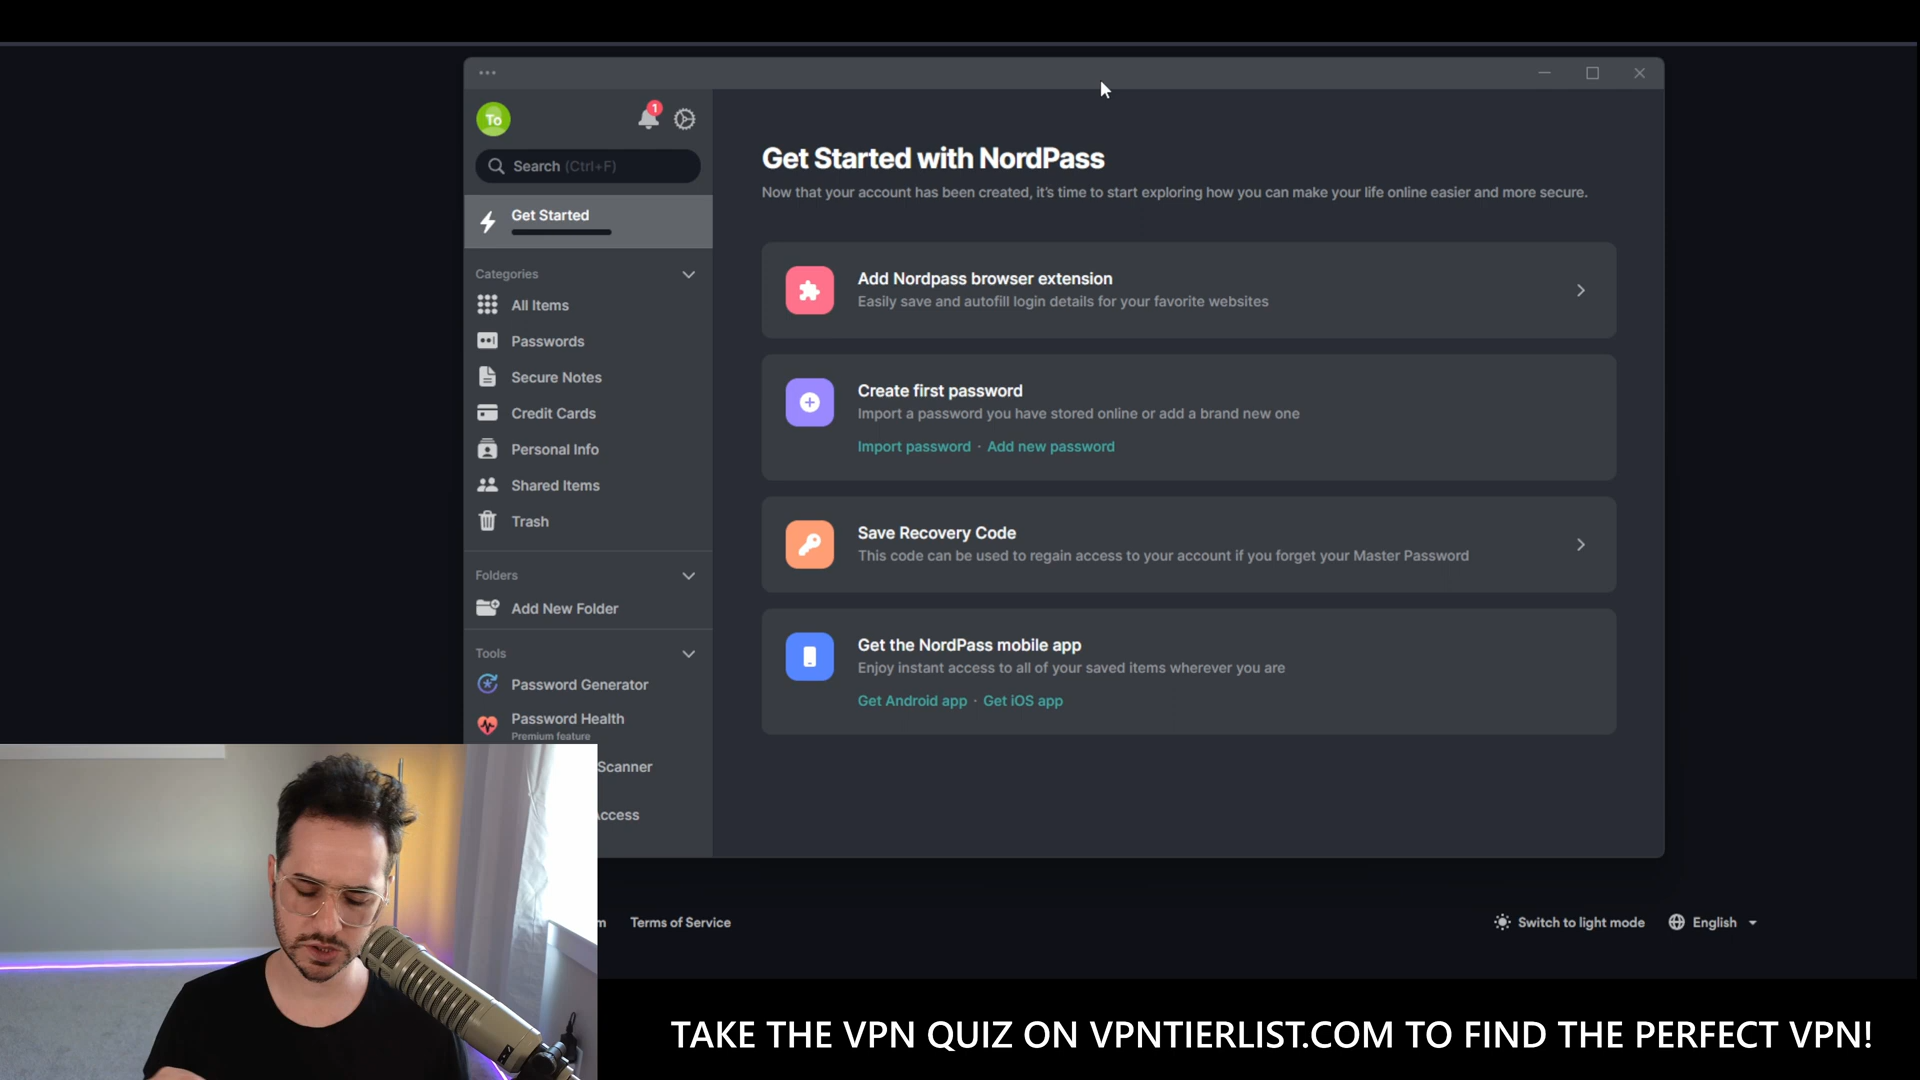 To
1
Search (Ctrl+F)
Get Started
Categories
All Items
Passwords
Secure Notes
Credit Cards
Personal Info
Shared Items
Trash
Folders
Add New Folder
Tools
Password Generator
Password Health
Premium feature
Scanner
Access
Get Started with NordPass
Now that your account has been created, it's time to start exploring how you can make your life online easier and more secure.
Add Nordpass browser extension
Easily save and autofill login details for your favorite websites
Create first password
Import a password you have stored online or add a brand new one
Import password · Add new password
Save Recovery Code
This code can be used to regain access to your account if you forget your Master Password
Get the NordPass mobile app
Enjoy instant access to all of your saved items wherever you are
Get Android app · Get iOS app
Terms of Service
Switch to light mode
English
TAKE THE VPN QUIZ ON VPNTIERLIST.COM TO FIND THE PERFECT VPN!